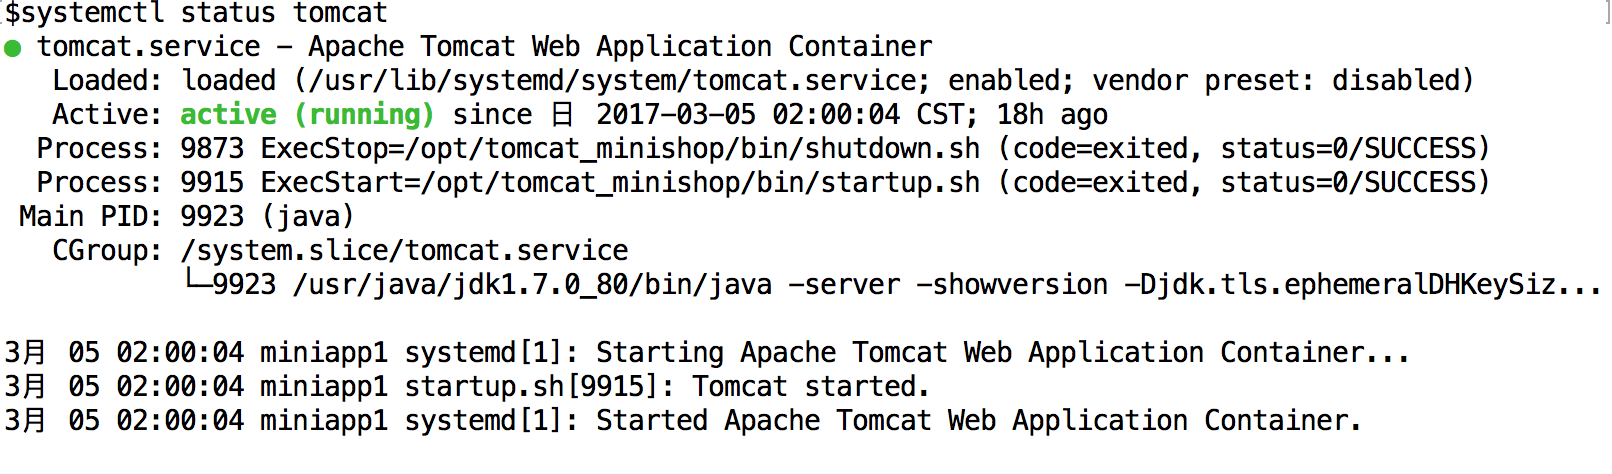 $systemctl status tomcat
● tomcat.service - Apache Tomcat Web Application Container
Loaded: loaded (/usr/lib/systemd/system/tomcat.service; enabled; vendor preset: disabled)
Active: active (running) since 日 2017-03-05 02:00:04 CST; 18h ago
Process: 9873 ExecStop=/opt/tomcat_minishop/bin/shutdown.sh (code=exited, status=0/SUCCESS)
Process: 9915 ExecStart=/opt/tomcat_minishop/bin/startup.sh (code=exited, status=0/SUCCESS)
Main PID: 9923 (java)
CGroup: /system.slice/tomcat.service
└─9923 /usr/java/jdk1.7.0_80/bin/java -server -showversion -Djdk.tls.ephemeralDHKeySiz...
3月 05 02:00:04 miniapp1 systemd[1]: Starting Apache Tomcat Web Application Container...
3月 05 02:00:04 miniapp1 startup.sh[9915]: Tomcat started.
3月 05 02:00:04 miniapp1 systemd[1]: Started Apache Tomcat Web Application Container.